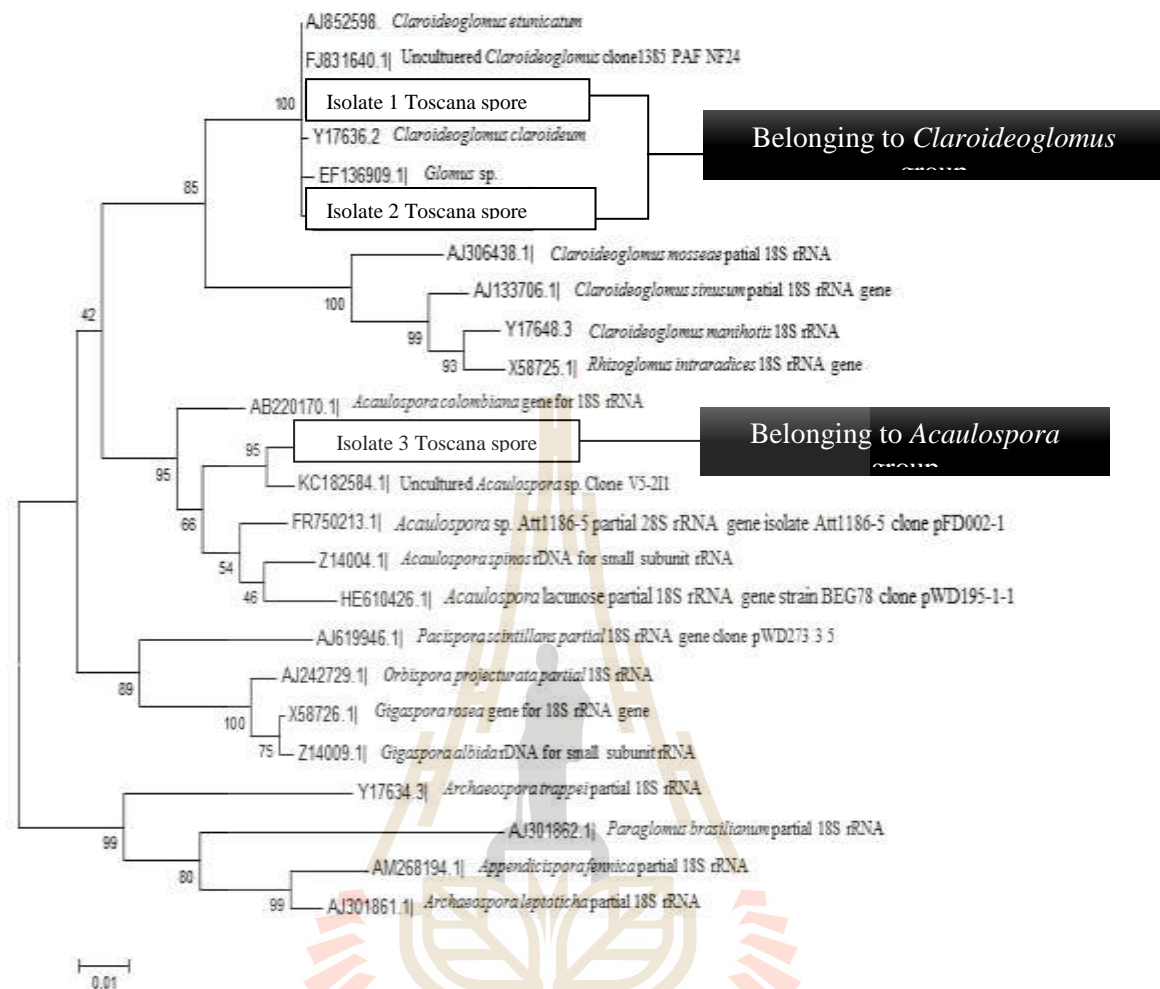 AJ852598. Claroideoglomus etunicatum
FJ831640.1| Uncultuered Claroideoglomus clone1385 PAF NF24
Isolate 1 Toscana spore
100
Y17636.2 Claroideoglomus claroideum
Belonging to Claroideoglomus
group
EF136909.1| Glomus sp.
85
Isolate 2 Toscana spore
AJ306438.1| Claroideoglomus mosseae patial 18S rRNA
100
AJ133706.1| Claroideoglomus sinusum patial 18S rRNA gene
42
99
Y17648.3 Claroideoglomus manihotis 18S rRNA
93
X58725.1| Rhizoglomus intraradices 18S rRNA gene
AB220170.1| Acaulospora colombiana gene for 18S rRNA
Isolate 3 Toscana spore
Belonging to Acaulospora
group
95
95
KC182584.1| Uncultured Acaulospora sp. Clone V5-2I1
66
FR750213.1| Acaulospora sp. Att1186-5 partial 28S rRNA gene isolate Att1186-5 clone pFD002-1
54
Z14004.1| Acaulospora spinos rDNA for small subunit rRNA
46
HE610426.1| Acaulospora lacunose partial 18S rRNA gene strain BEG78 clone pWD195-1-1
AJ619946.1| Pacispora scintillans partial 18S rRNA gene clone pWD273 3 5
89
AJ242729.1| Orbispora projecturata partial 18S rRNA
100
X58726.1| Gigaspora rosea gene for 18S rRNA gene
75
Z14009.1| Gigaspora albida rDNA for small subunit rRNA
Y17634.3| Archaeospora trappei partial 18S rRNA
99
AJ301862.1| Paraglomus brasilianum partial 18S rRNA
80
AM268194.1| Appendicispora fennica partial 18S rRNA
99
AJ301861.1| Archaeospora leptoticha partial 18S rRNA
0.01